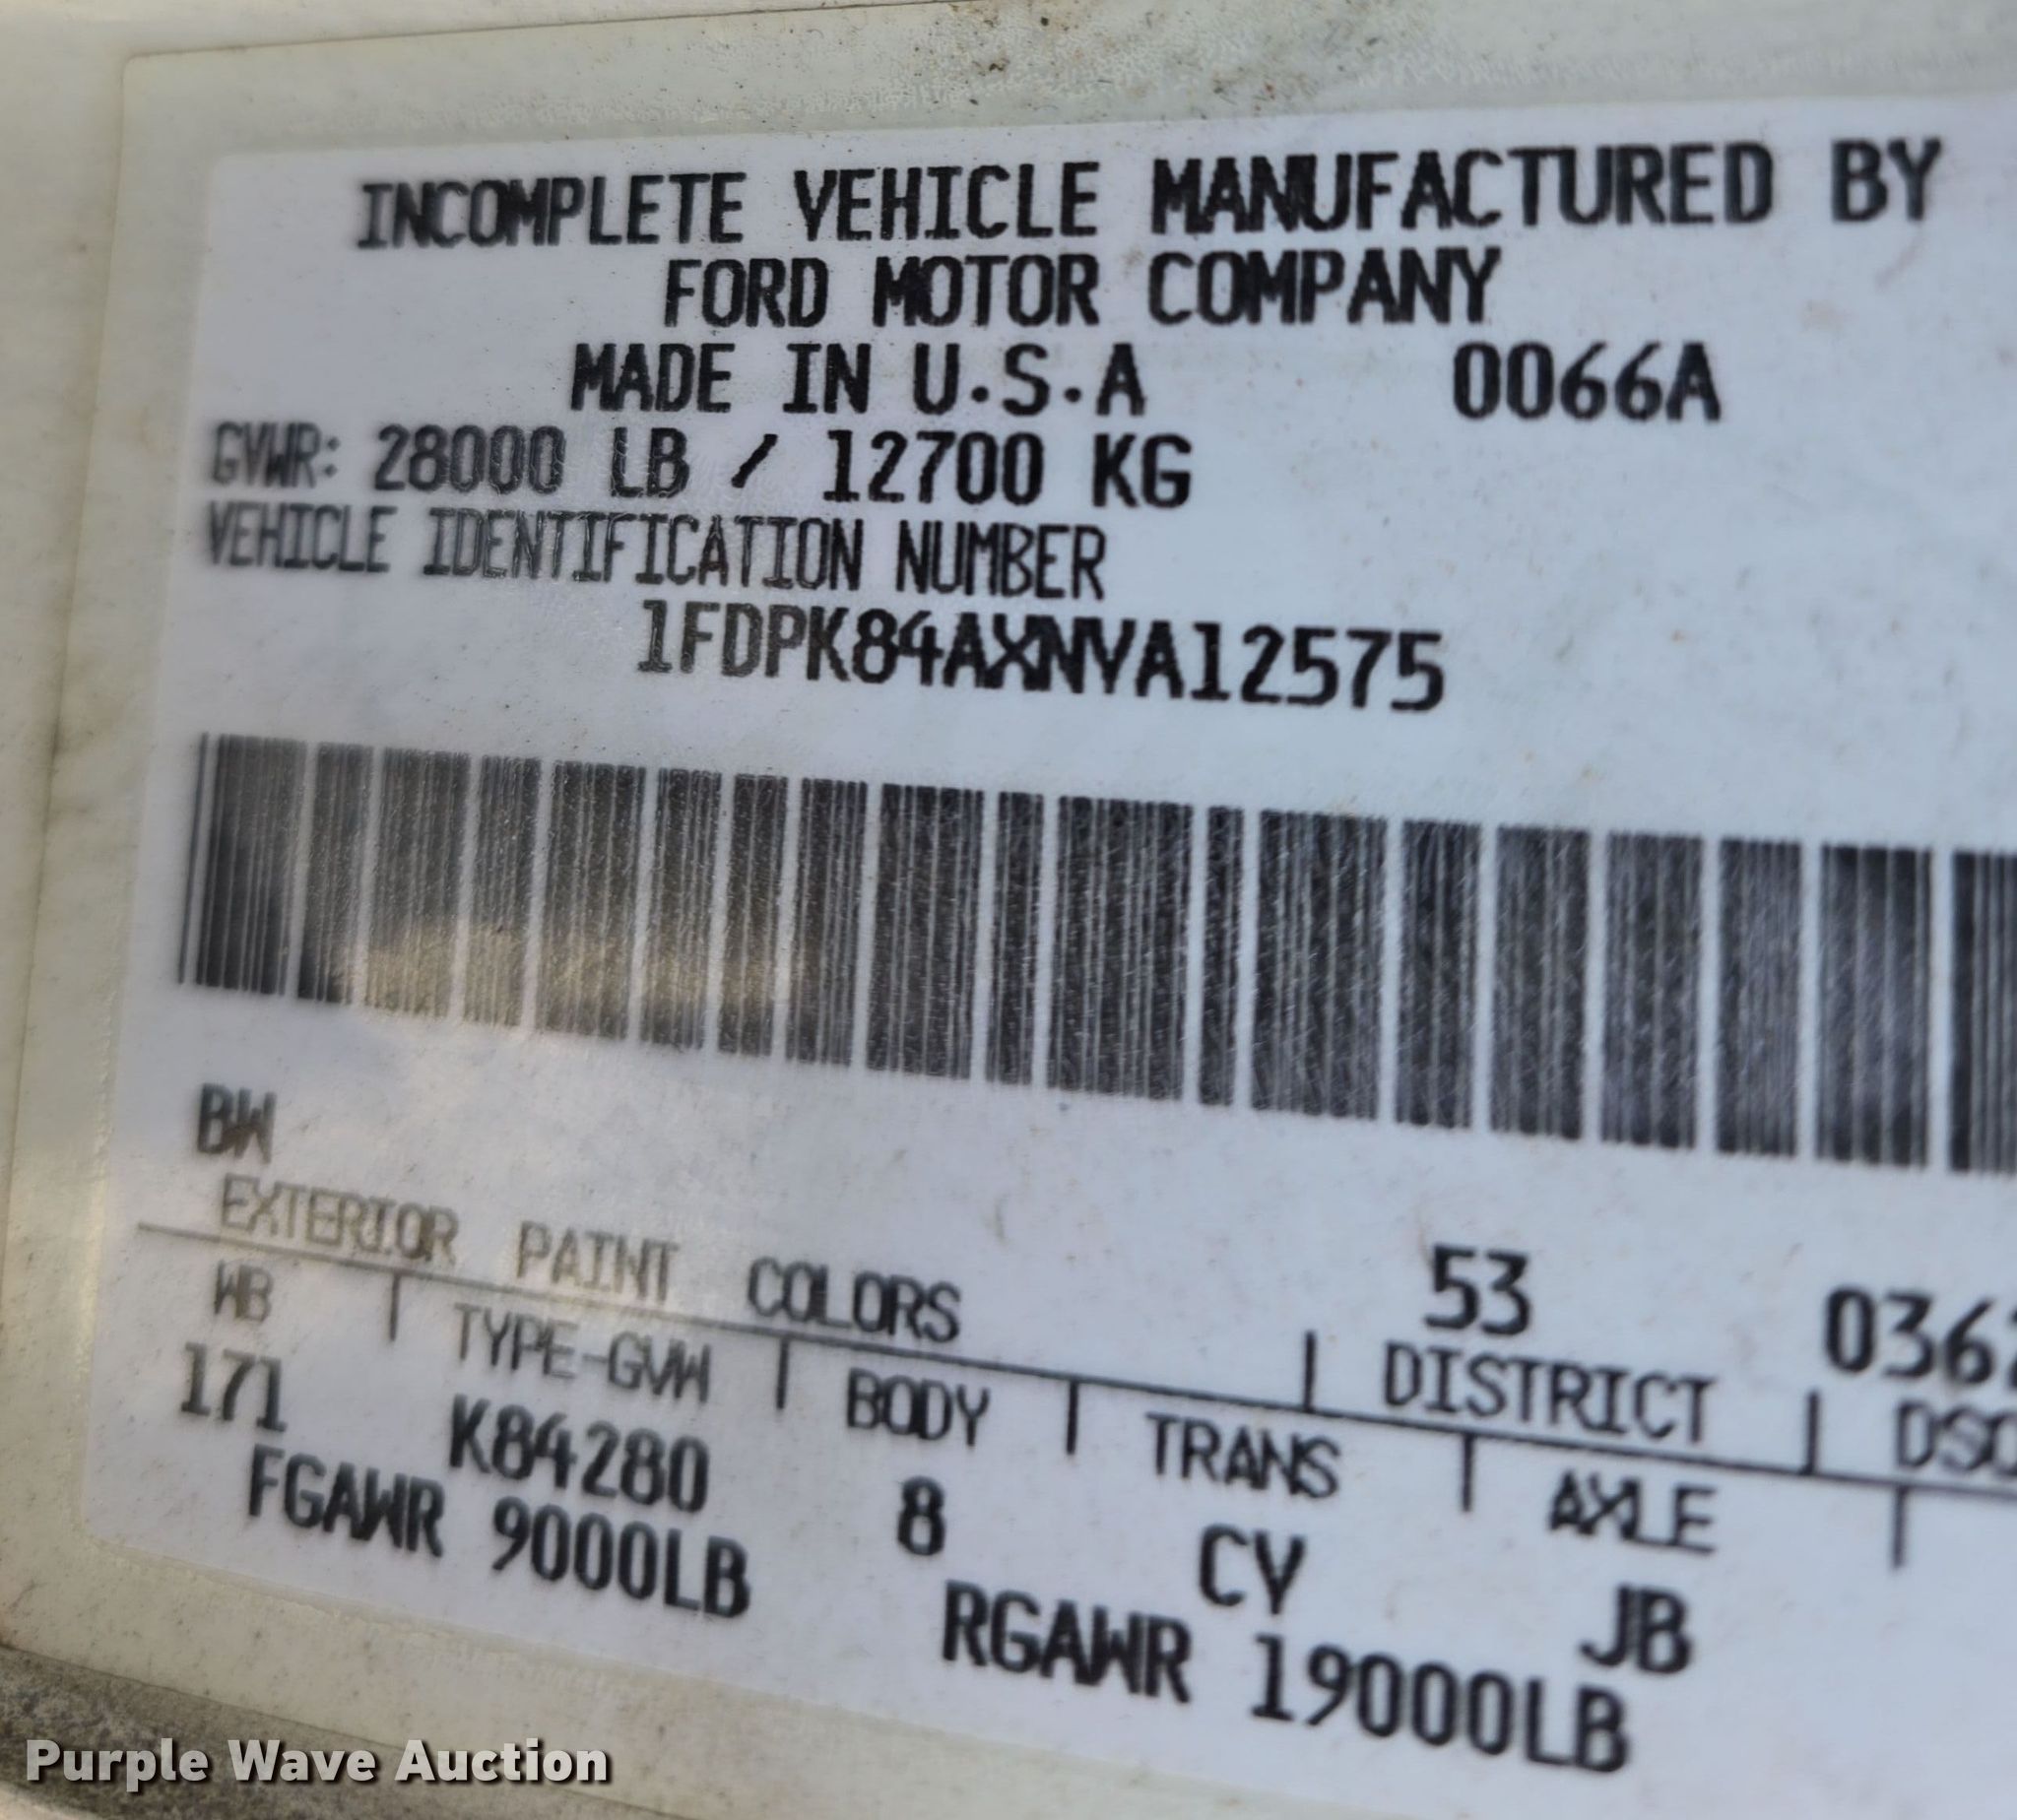 INCOMPLETE VEHICLE MANUFACTURED BY
FORD MOTOR COMPANY
MADE IN U.S.A 0066A
GVWR: 28000 LB / 12700 KG
VEHICLE IDENTIFICATION NUMBER
1FDPK84AXNVA12575
BW
EXTERIOR PAINT COLORS 53
DISTRICT
WB TYPE-GVW BODY TRANS AXLE
171 K84280 8 CV JB
FGAWR 9000LB RGAWR 19000LB
Purple Wave Auction